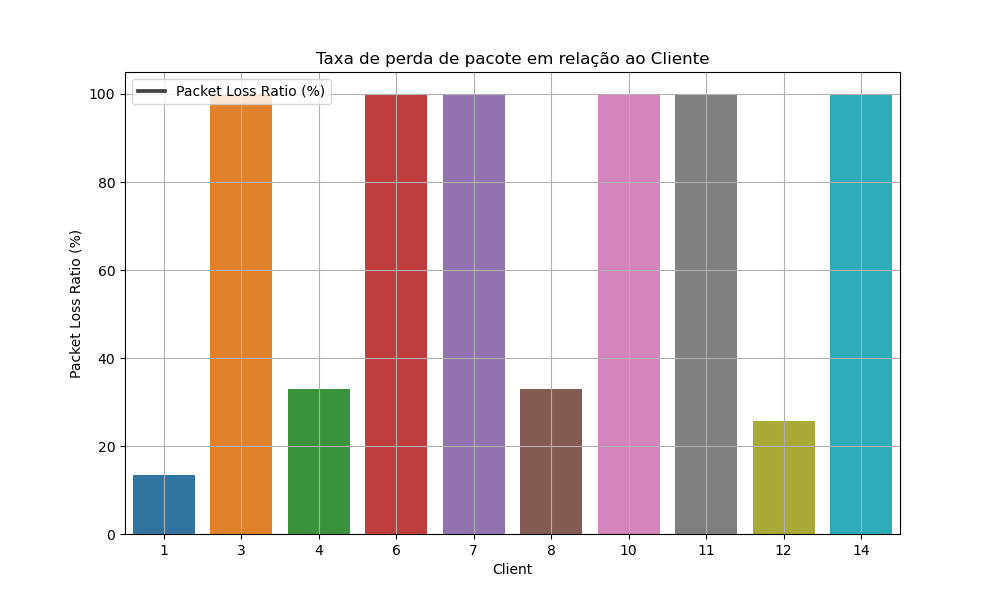 Taxa de perda de pacote em relação ao Cliente
Packet Loss Ratio (%)
Packet Loss Ratio (%)
100
80
60
40
20
0
1 3 4 6 7 8 10 11 12 14
Client